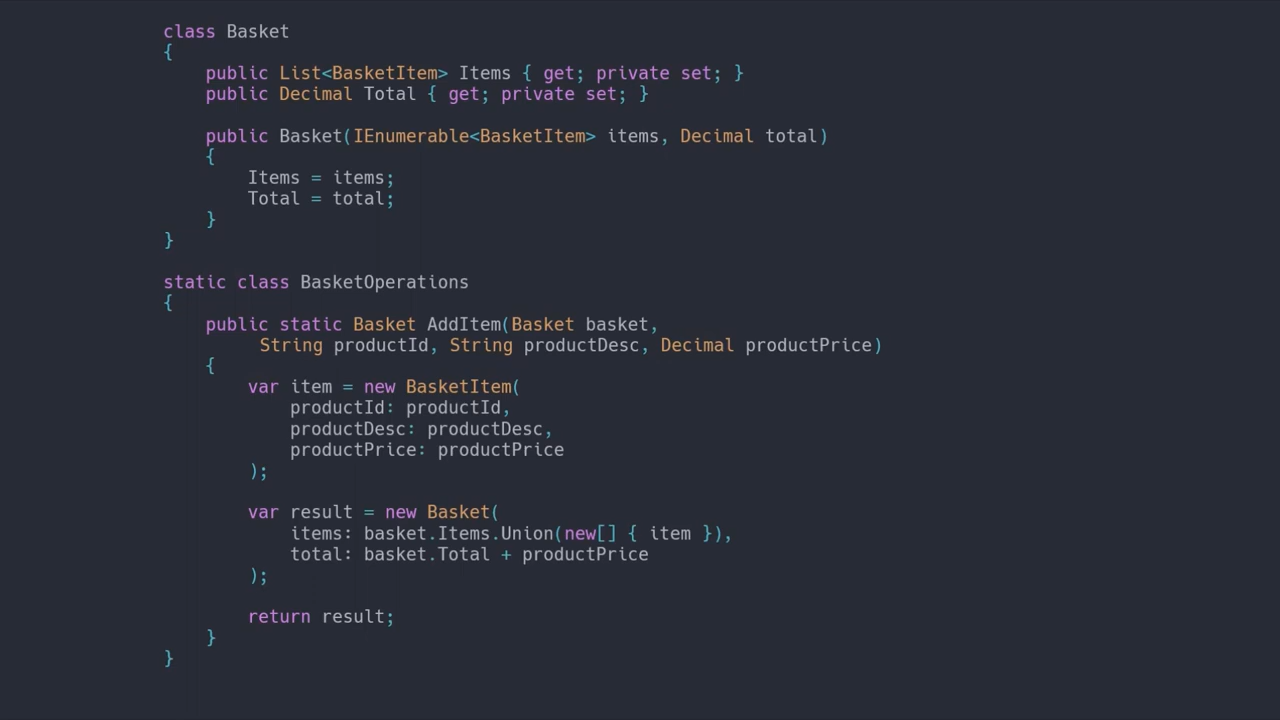 class Basket
{
    public List<BasketItem> Items { get; private set; }
    public Decimal Total { get; private set; }

    public Basket(IEnumerable<BasketItem> items, Decimal total)
    {
        Items = items;
        Total = total;
    }
}

static class BasketOperations
{
    public static Basket AddItem(Basket basket,
         String productId, String productDesc, Decimal productPrice)
    {
        var item = new BasketItem(
            productId: productId,
            productDesc: productDesc,
            productPrice: productPrice
        );

        var result = new Basket(
            items: basket.Items.Union(new[] { item }),
            total: basket.Total + productPrice
        );

        return result;
    }
}